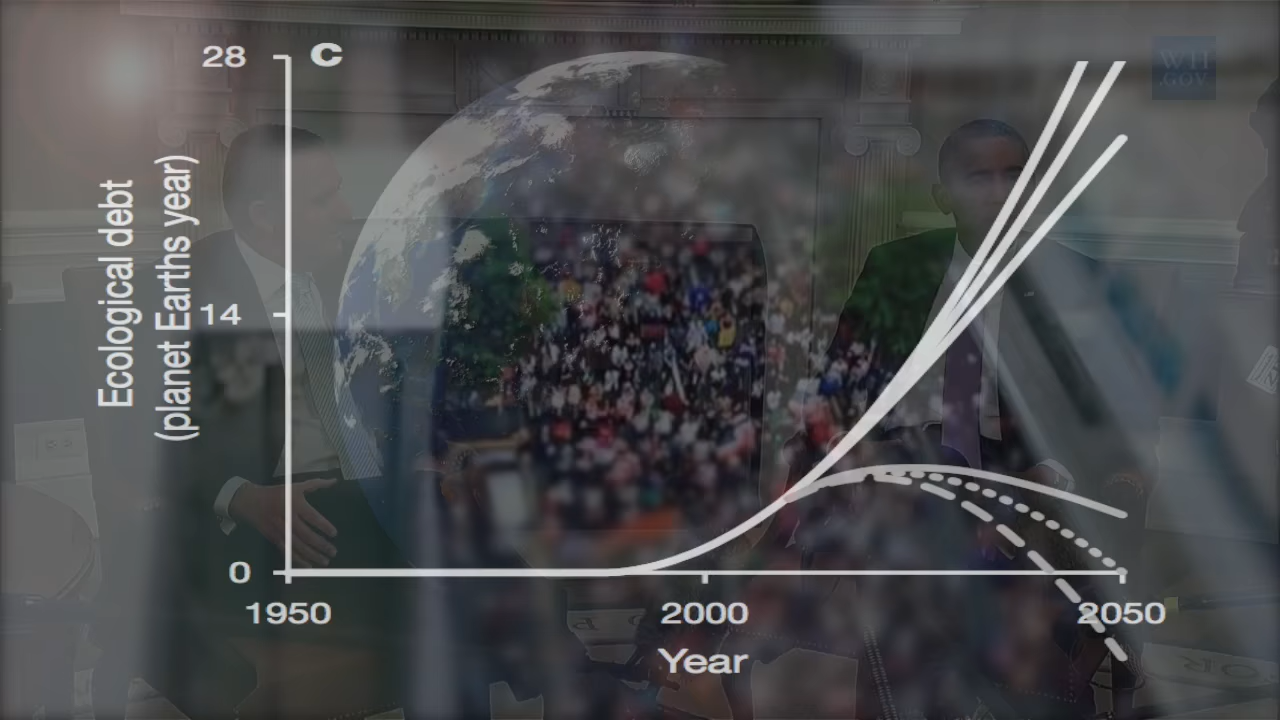 28
C
WH
.GOV
Ecological debt
(planet Earths year)
14
0
1950
2000
2050
Year